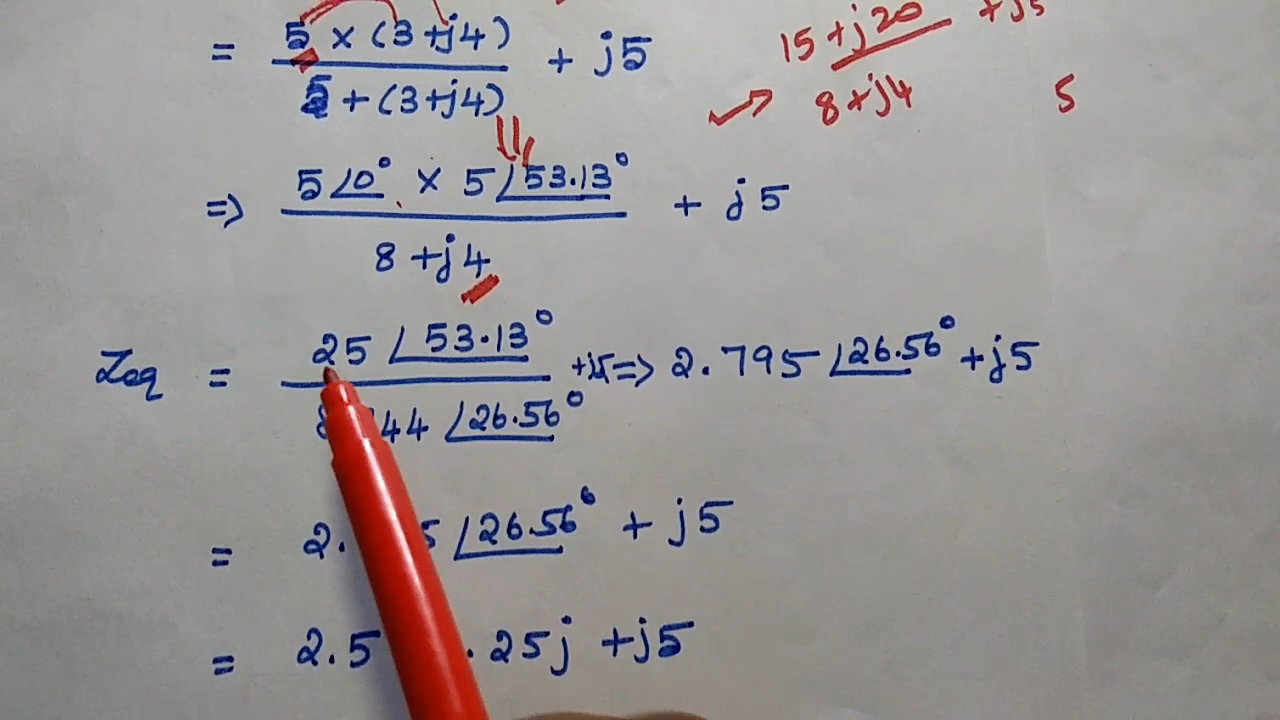 = 5 × (3+j4) / 5 + (3+j4) + j5
15 + j20 / 8 + j4 + j5
5
=> 5∠0° × 5∠53.13° / 8 + j4 + j5
Zeq = 25∠53.13° / 44∠26.56° + j5 => 2.795∠26.56° + j5
= 2. 5∠26.56° + j5
= 2.5 .25j + j5